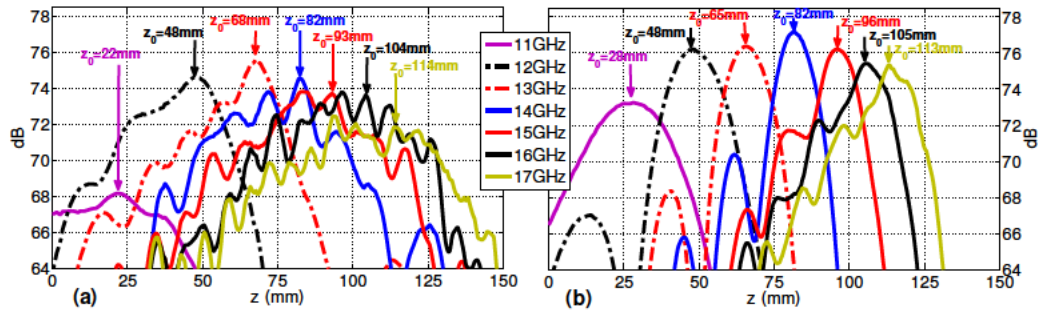 78
76
74
72
70
68
66
64
dB
0
25
50
75
100
125
150
z (mm)
(a)
z0=22mm
z0=48mm
z0=68mm
z0=82mm
z0=93mm
z0=104mm
z0=114mm
11GHz
12GHz
13GHz
14GHz
15GHz
16GHz
17GHz
z0=28mm
z0=48mm
z0=65mm
z0=82mm
z0=96mm
z0=105mm
z0=113mm
78
76
74
72
70
68
66
64
dB
0
25
50
75
100
125
150
z (mm)
(b)